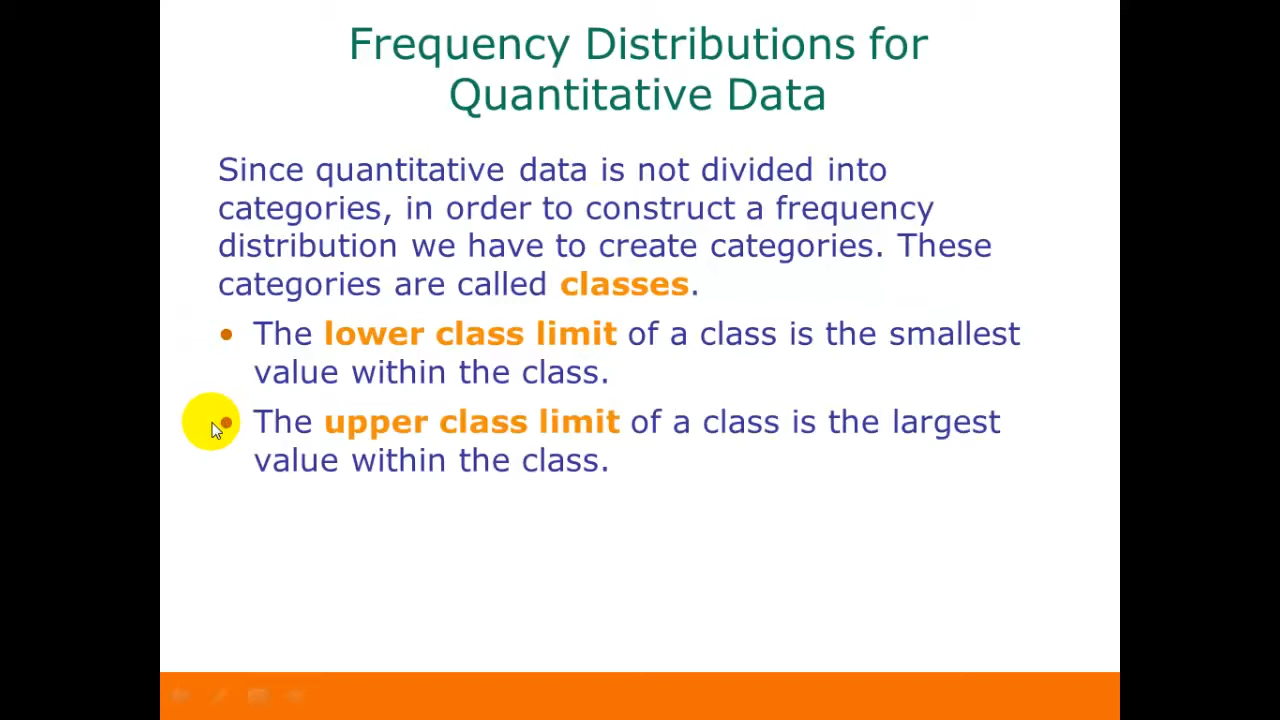 Frequency Distributions for
Quantitative Data
Since quantitative data is not divided into
categories, in order to construct a frequency
distribution we have to create categories. These
categories are called classes.
• The lower class limit of a class is the smallest
value within the class.
• The upper class limit of a class is the largest
value within the class.